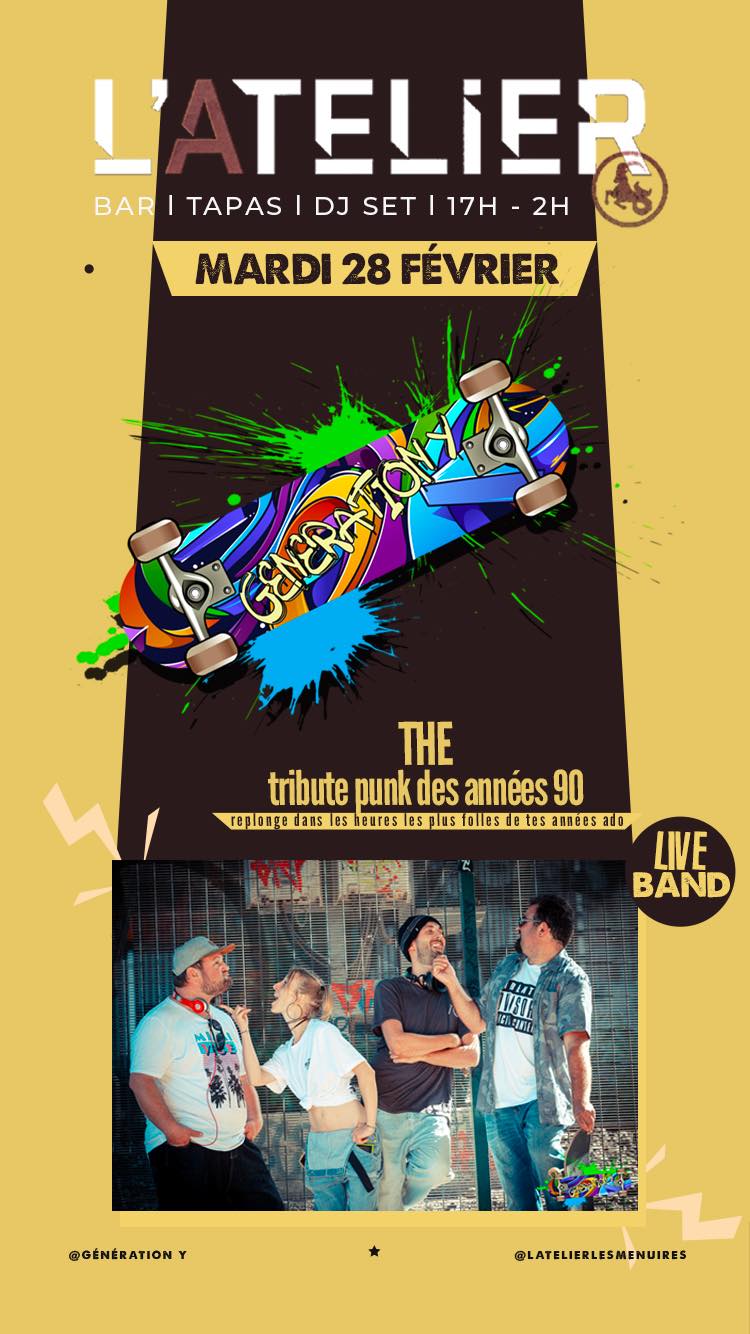 L'ATELiER
BAR | TAPAS | DJ SET | 17H - 2H
MARDI 28 FÉVRIER
GENERATION Y
THE
tribute punk des années 90
replonge dans les heures les plus folles de tes années ado
LIVE
BAND
@GÉNÉRATION Y
@LATELIERLESMENUIRES